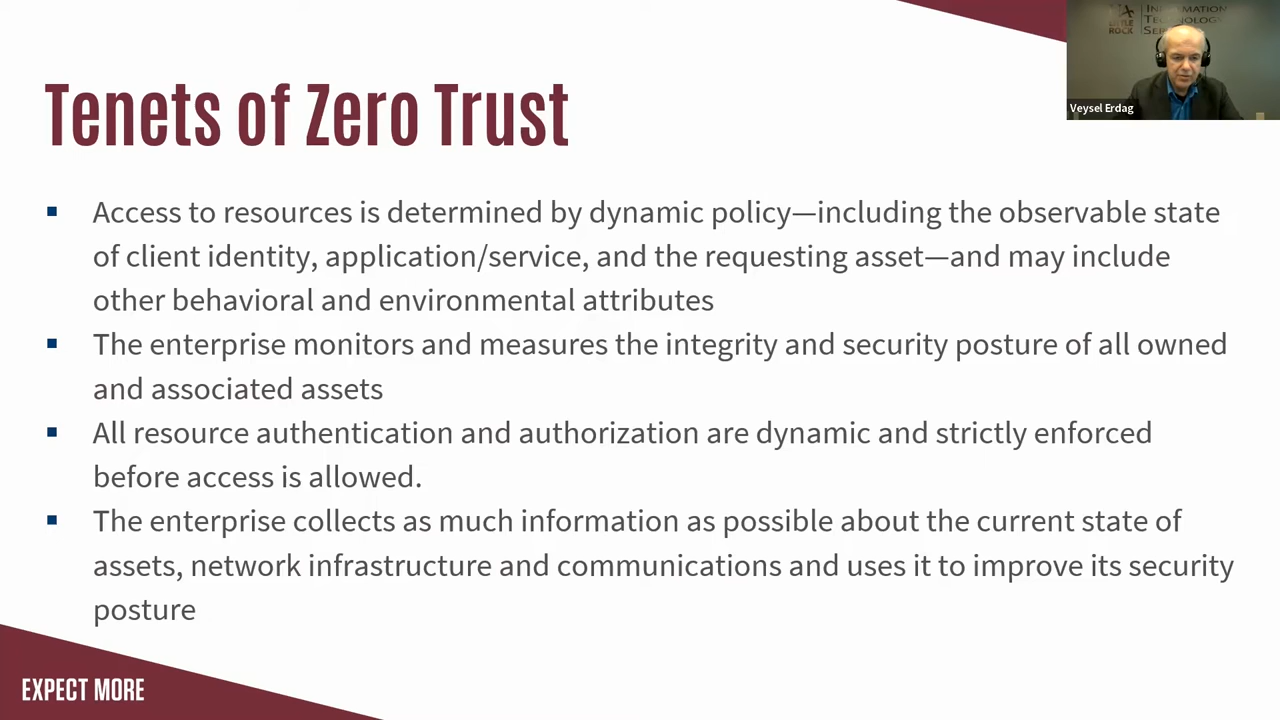 INFORMATION
TECHNOLOGY
LITTLE
ROCK
Veysel Erdag
Tenets of Zero Trust
▪ Access to resources is determined by dynamic policy—including the observable state
of client identity, application/service, and the requesting asset—and may include
other behavioral and environmental attributes
▪ The enterprise monitors and measures the integrity and security posture of all owned
and associated assets
▪ All resource authentication and authorization are dynamic and strictly enforced
before access is allowed.
▪ The enterprise collects as much information as possible about the current state of
assets, network infrastructure and communications and uses it to improve its security
posture
EXPECT MORE